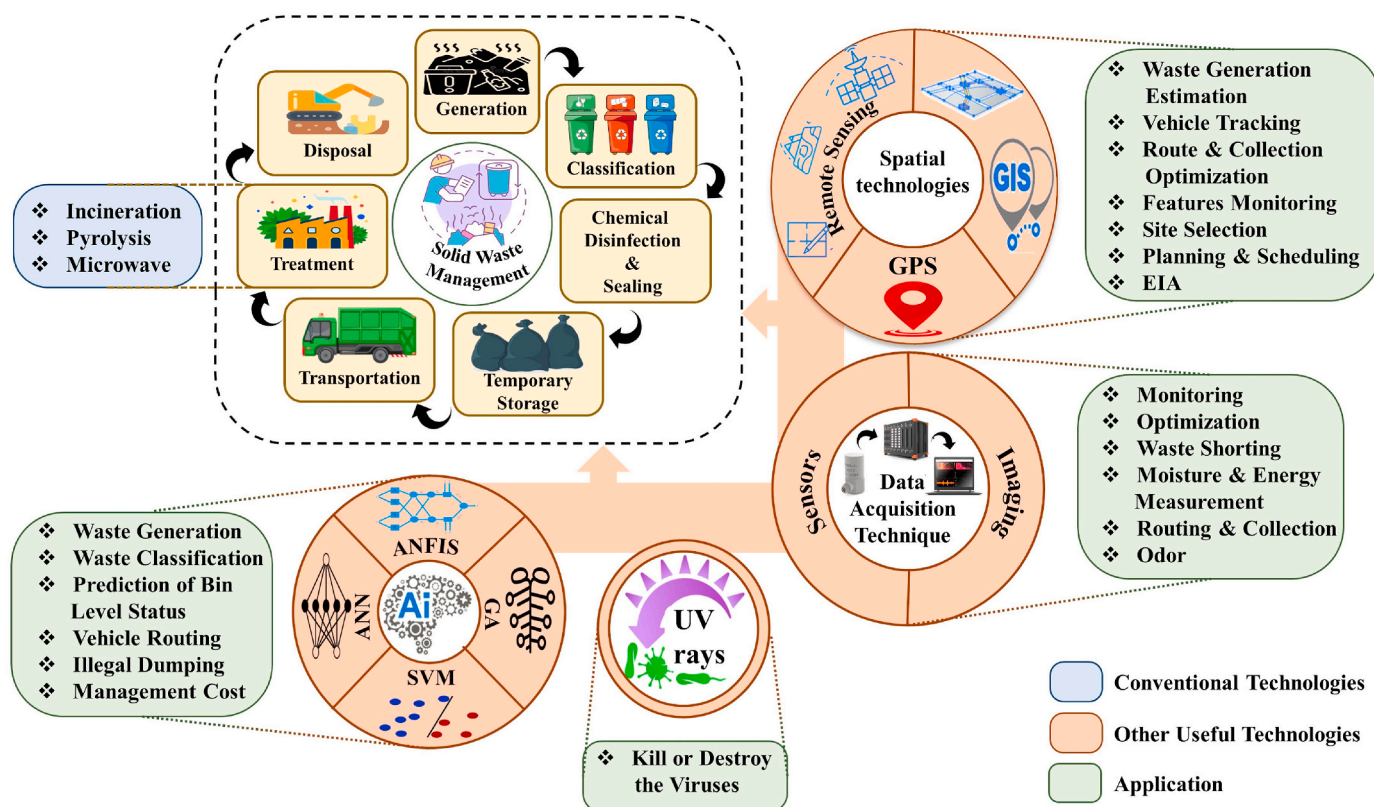 Generation
Classification
Chemical
Disinfection
&
Sealing
Temporary
Storage
Transportation
Treatment
Disposal
Solid Waste
Management
❖ Incineration
❖ Pyrolysis
❖ Microwave
Remote Sensing
Spatial
technologies
GIS
GPS
❖ Waste Generation
Estimation
❖ Vehicle Tracking
❖ Route & Collection
Optimization
❖ Features Monitoring
❖ Site Selection
❖ Planning & Scheduling
❖ EIA
Sensors
Data
Acquisition
Technique
Imaging
❖ Monitoring
❖ Optimization
❖ Waste Shorting
❖ Moisture & Energy
Measurement
❖ Routing & Collection
❖ Odor
❖ Waste Generation
❖ Waste Classification
❖ Prediction of Bin
Level Status
❖ Vehicle Routing
❖ Illegal Dumping
❖ Management Cost
ANFIS
ANN
Ai
GA
SVM
UV
rays
❖ Kill or Destroy
the Viruses
Conventional Technologies
Other Useful Technologies
Application